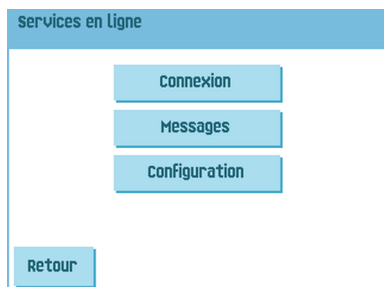 Services en ligne
Connexion
Messages
Configuration
Retour